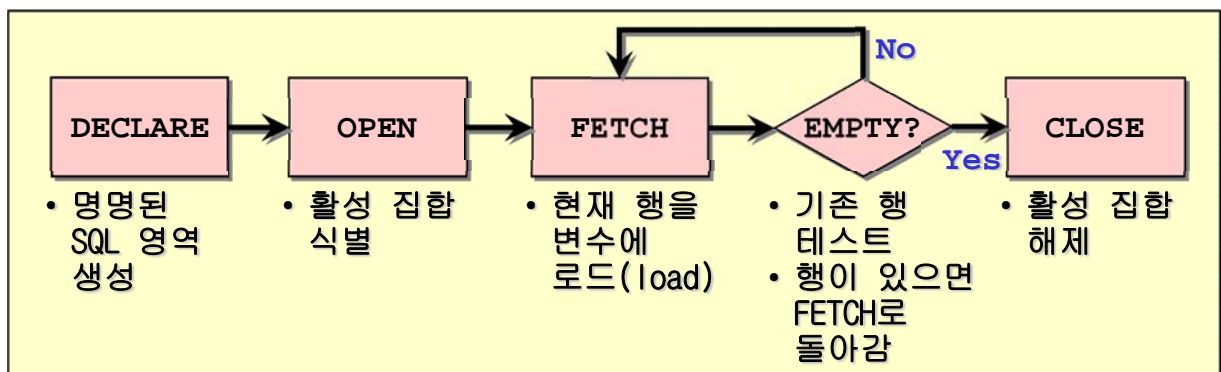 No
DECLARE
OPEN
FETCH
EMPTY?
Yes
CLOSE
• 명명된
SQL 영역
생성
• 활성 집합
식별
• 현재 행을
변수에
로드(load)
• 기존 행
테스트
• 행이 있으면
FETCH로
돌아감
• 활성 집합
해제